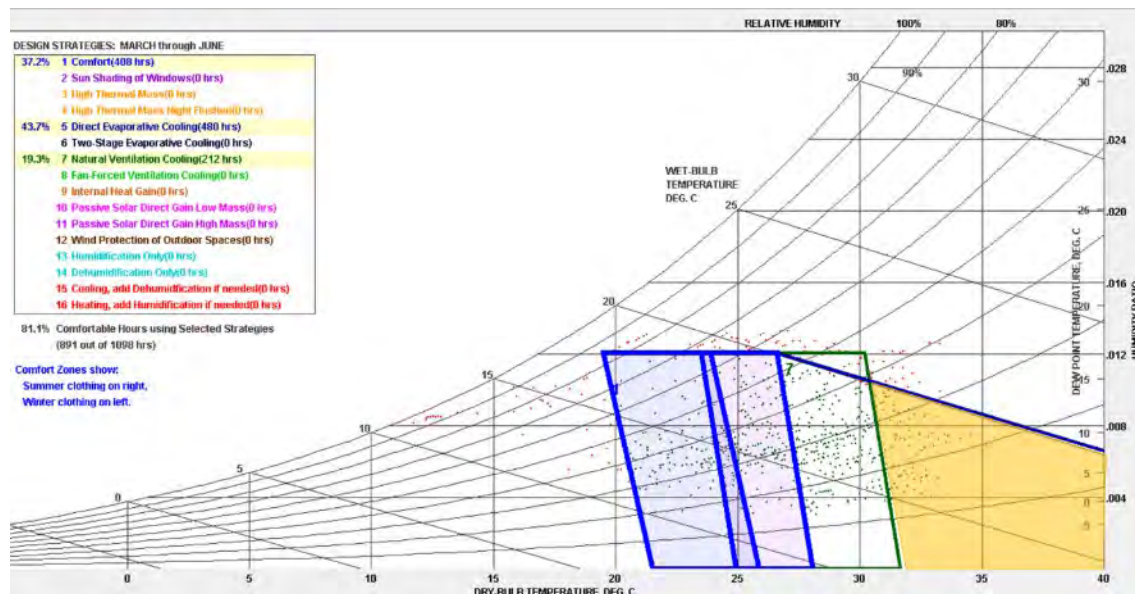 RELATIVE HUMIDITY 100% 80%
DESIGN STRATEGIES: MARCH through JUNE
37.2% 1 Comfort(408 hrs)
2 Sun Shading of Windows(0 hrs)
3 High Thermal Mass(0 hrs)
4 High Thermal Mass Night Flushed(0 hrs)
43.7% 5 Direct Evaporative Cooling(480 hrs)
6 Two-Stage Evaporative Cooling(0 hrs)
19.3% 7 Natural Ventilation Cooling(212 hrs)
8 Fan-Forced Ventilation Cooling(0 hrs)
9 Internal Heat Gain(0 hrs)
10 Passive Solar Direct Gain Low Mass(0 hrs)
11 Passive Solar Direct Gain High Mass(0 hrs)
12 Wind Protection of Outdoor Spaces(0 hrs)
13 Humidification Only(0 hrs)
14 Dehumidification Only(0 hrs)
15 Cooling, add Dehumidification if needed(0 hrs)
16 Heating, add Humidification if needed(0 hrs)
81.1% Comfortable Hours using Selected Strategies
(891 out of 1098 hrs)
Comfort Zones show:
Summer clothing on right,
Winter clothing on left.
90%
WET-BULB
TEMPERATURE
DEG. C
0
5
10
15
20
25
30
1
7
30
15
10
5
0
.028
.024
.020
.016
.012
.008
.004
DEW POINT TEMPERATURE, DEG. C
0 5 10 15 20 25 30 35 40
DRY-BULB TEMPERATURE, DEG. C